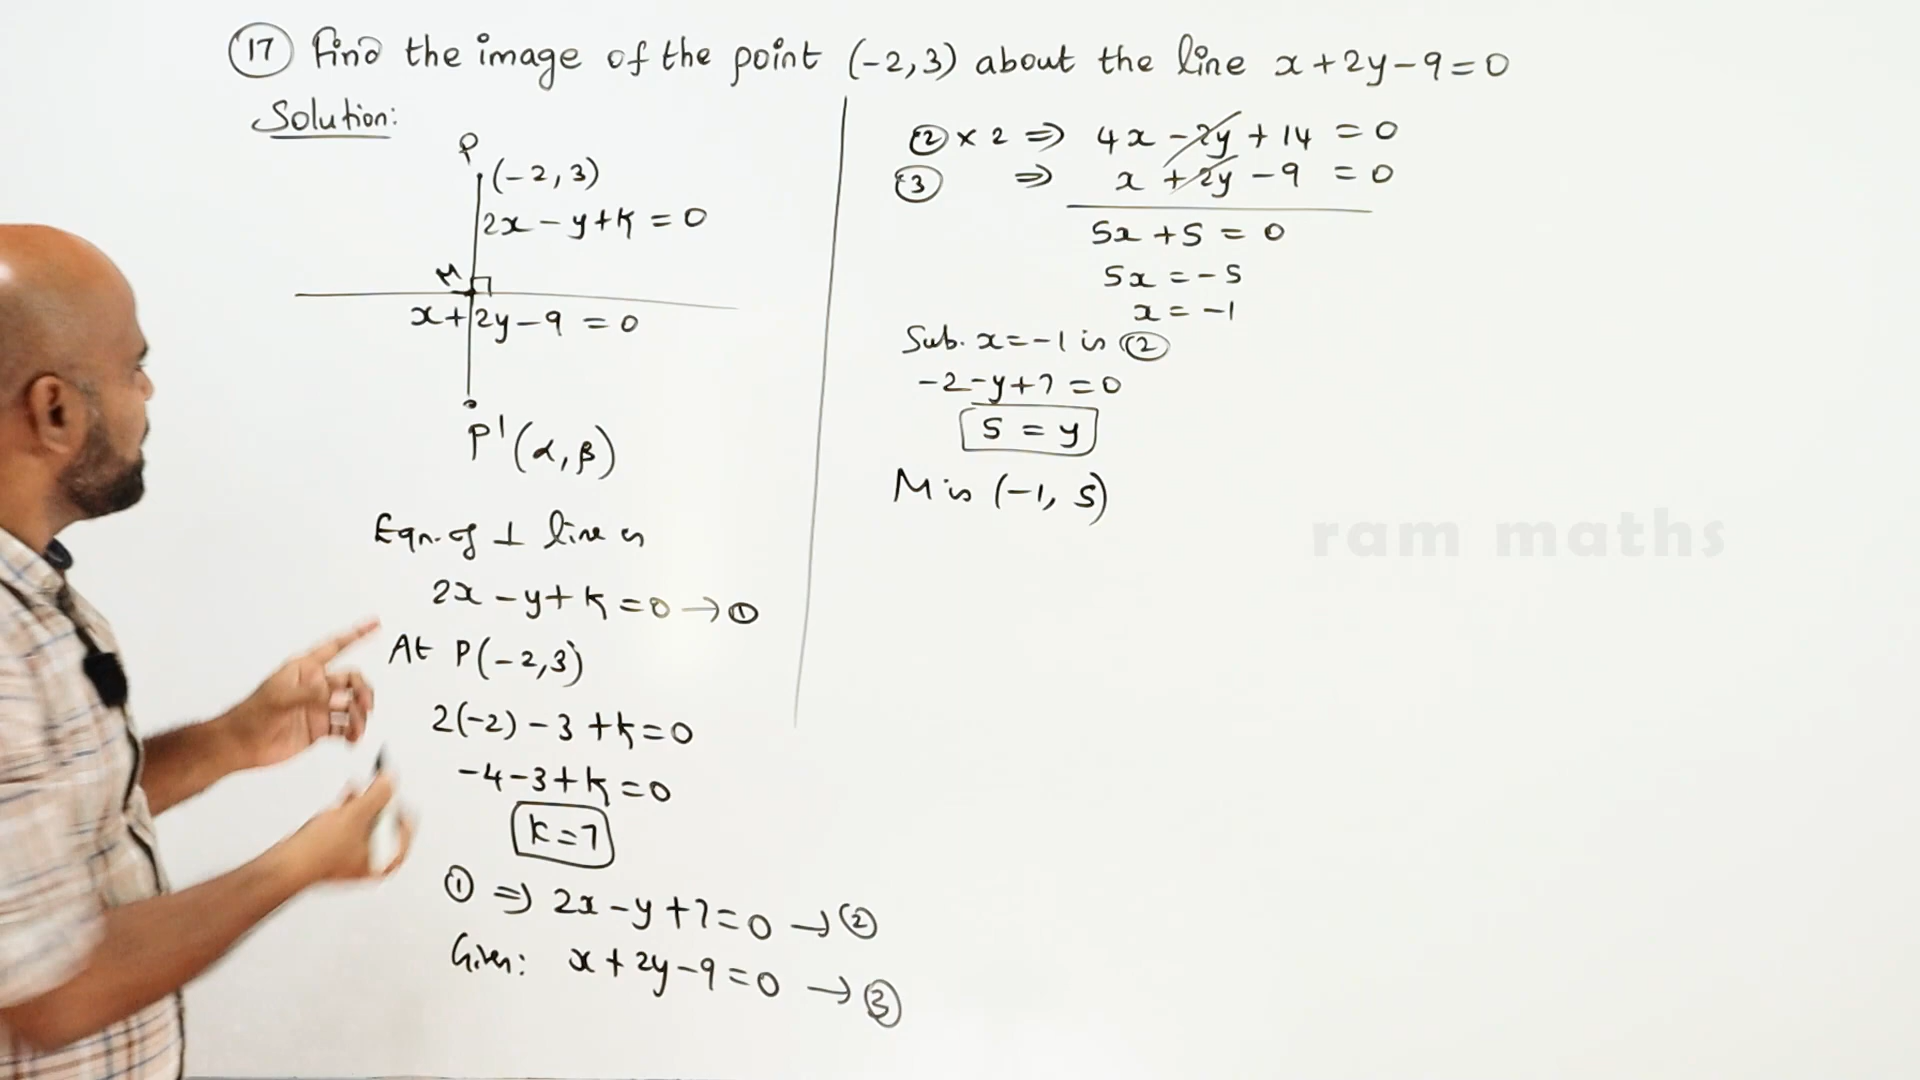 17 Find the image of the point (-2,3) about the line x+2y-9=0
Solution:
P
(-2,3)
2x-y+k=0
M
x+2y-9=0
P'(α,β)
Eqn. of ⊥ line is
2x-y+k=0 → ①
At P(-2,3)
2(-2)-3+k=0
-4-3+k=0
k=7
① ⇒ 2x-y+7=0 → ②
Given: x+2y-9=0 → ③
② × 2 ⇒ 4x-2y+14=0
③ ⇒ x+2y-9=0
5x+5=0
5x=-5
x=-1
Sub. x=-1 in ②
-2-y+7=0
5=y
M is (-1,5)
ram maths